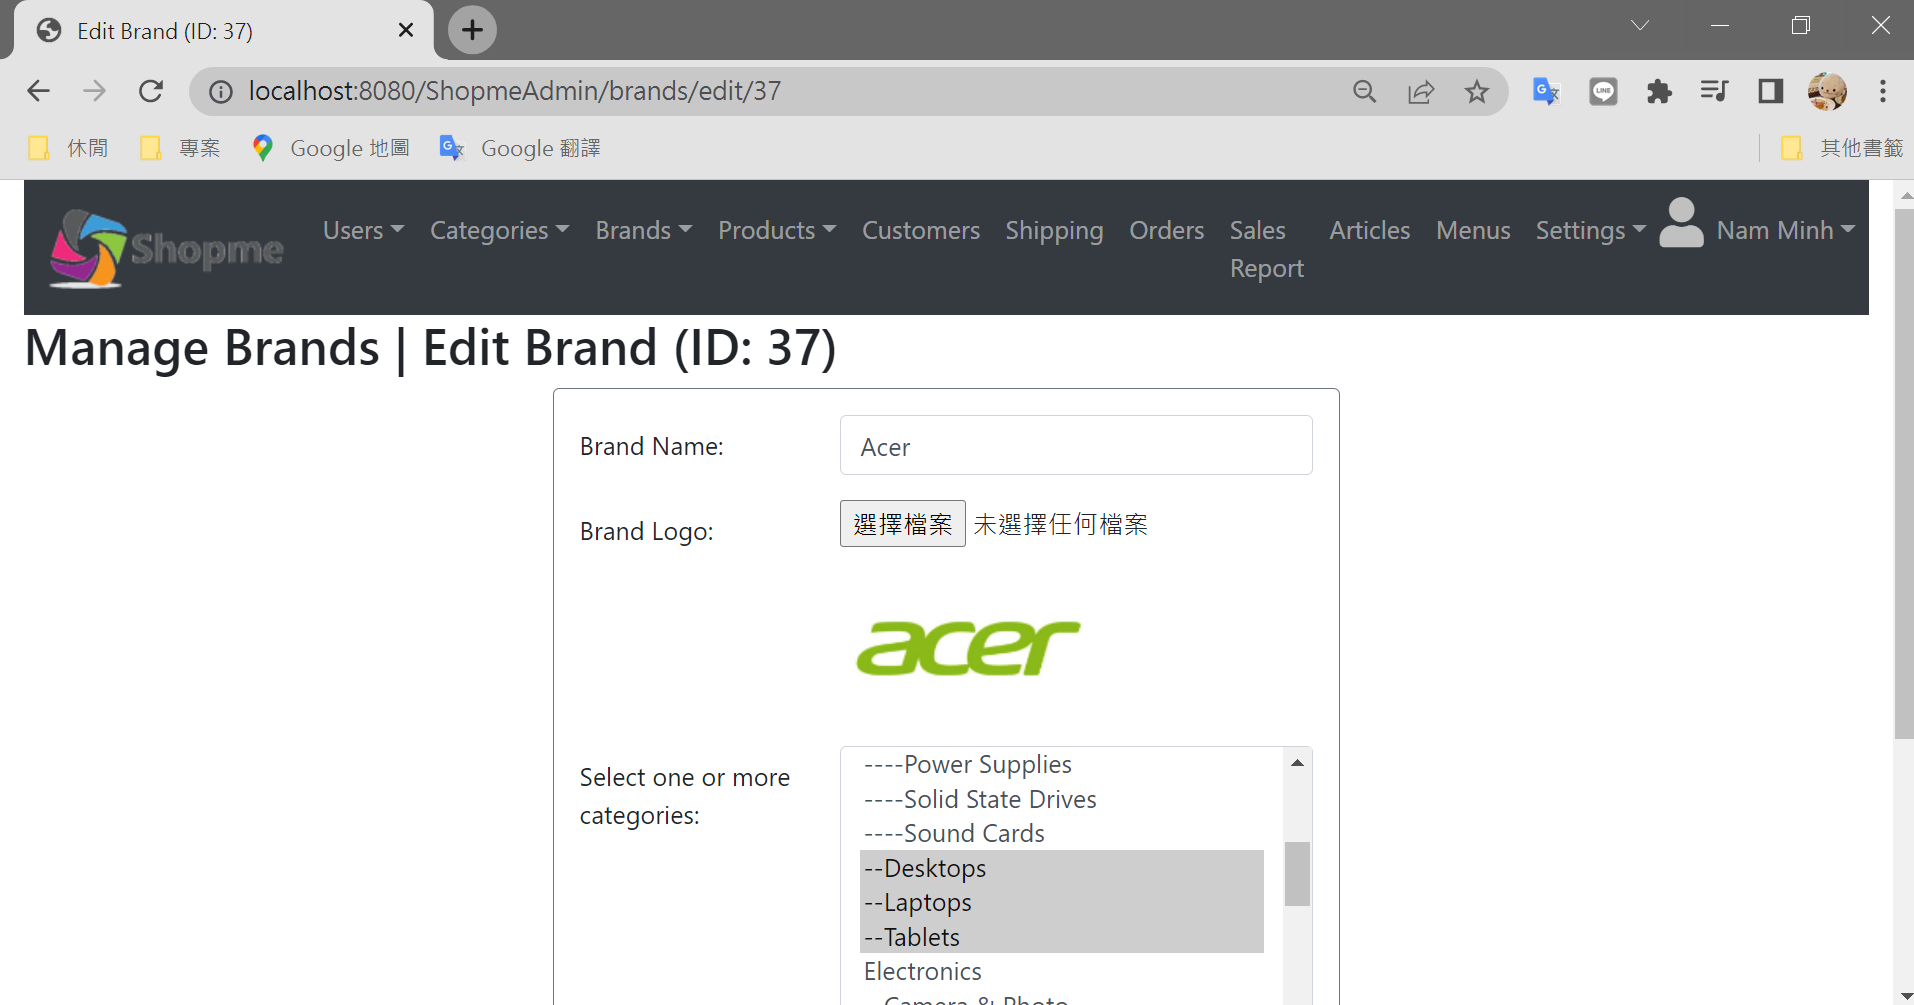 Edit Brand (ID: 37)
localhost:8080/ShopmeAdmin/brands/edit/37
LINE
休閒 專案 Google 地圖 Google 翻譯 其他書籤
Shopme Users Categories Brands Products Customers Shipping Orders Sales Report Articles Menus Settings Nam Minh
Manage Brands | Edit Brand (ID: 37)
Brand Name: Acer
Brand Logo: 選擇檔案 未選擇任何檔案
acer
Select one or more categories:
----Power Supplies
----Solid State Drives
----Sound Cards
--Desktops
--Laptops
--Tablets
Electronics
--Camera & Photo